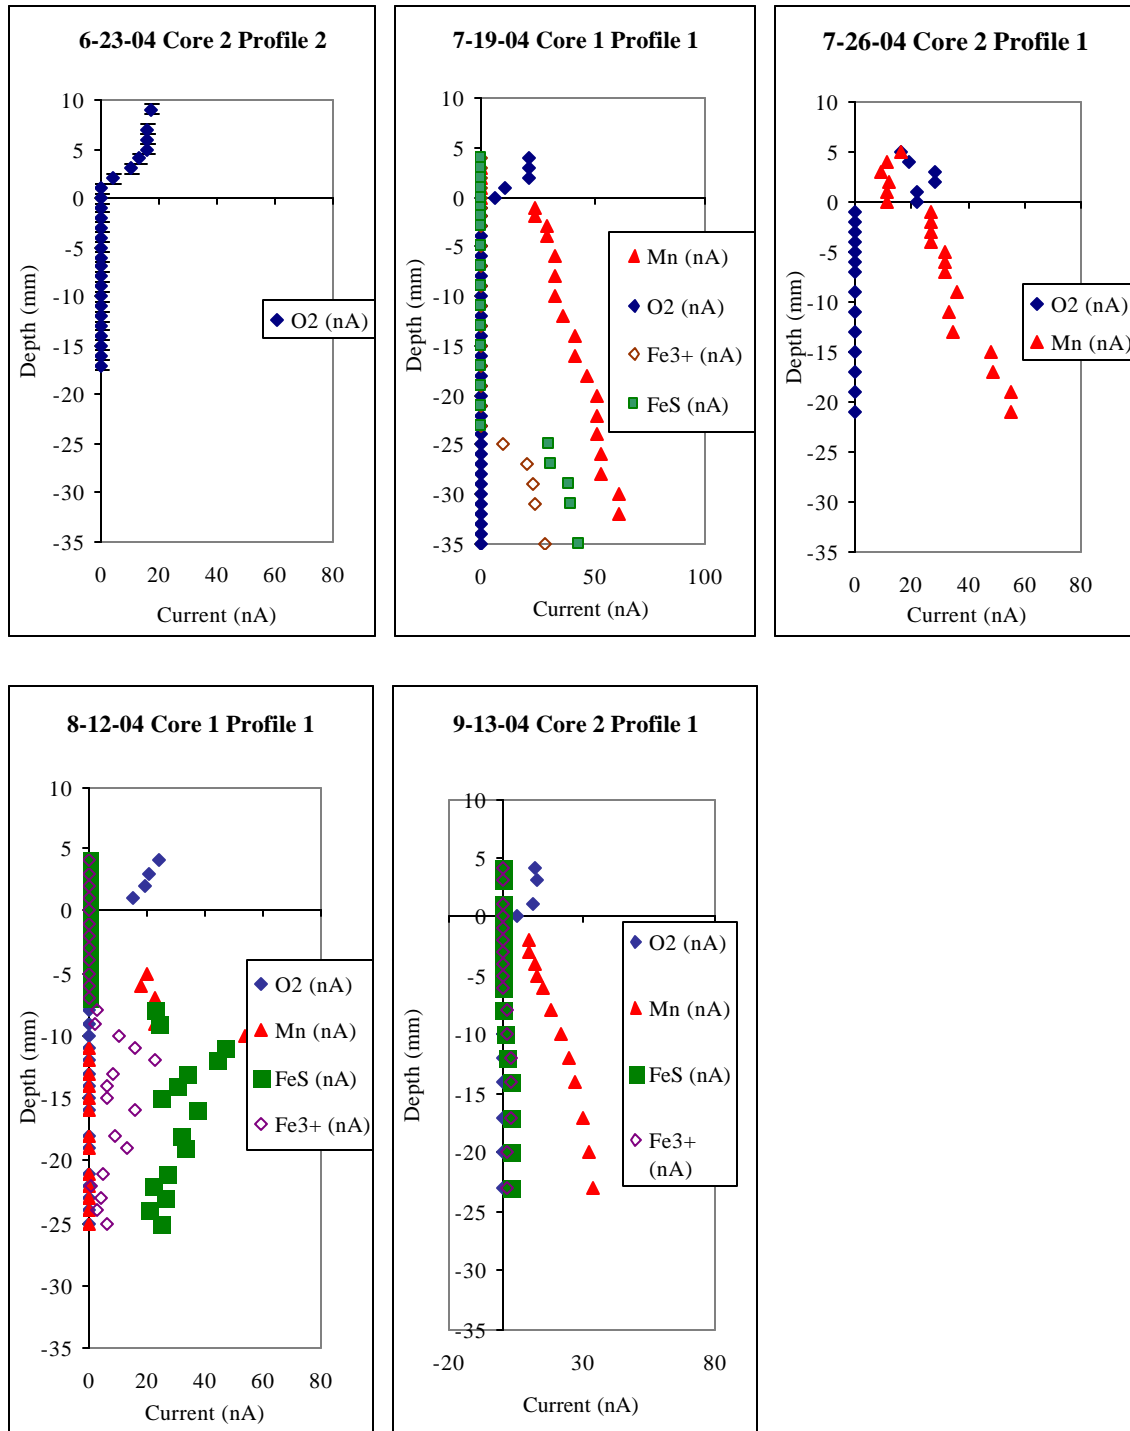 6-23-04 Core 2 Profile 2
10
5
0
-5
-10
-15
-20
-25
-30
-35
0 20 40 60 80
Depth (mm)
Current (nA)
O2 (nA)
7-19-04 Core 1 Profile 1
10
5
0
-5
-10
-15
-20
-25
-30
-35
0 50 100
Depth (mm)
Current (nA)
Mn (nA)
O2 (nA)
Fe3+ (nA)
FeS (nA)
7-26-04 Core 2 Profile 1
10
5
0
-5
-10
-15
-20
-25
-30
-35
0 20 40 60 80
Depth (mm)
Current (nA)
O2 (nA)
Mn (nA)
8-12-04 Core 1 Profile 1
10
5
0
-5
-10
-15
-20
-25
-30
-35
0 20 40 60 80
Depth (mm)
Current (nA)
O2 (nA)
Mn (nA)
FeS (nA)
Fe3+ (nA)
9-13-04 Core 2 Profile 1
10
5
0
-5
-10
-15
-20
-25
-30
-35
-20 30 80
Depth (mm)
Current (nA)
O2 (nA)
Mn (nA)
FeS (nA)
Fe3+
(nA)